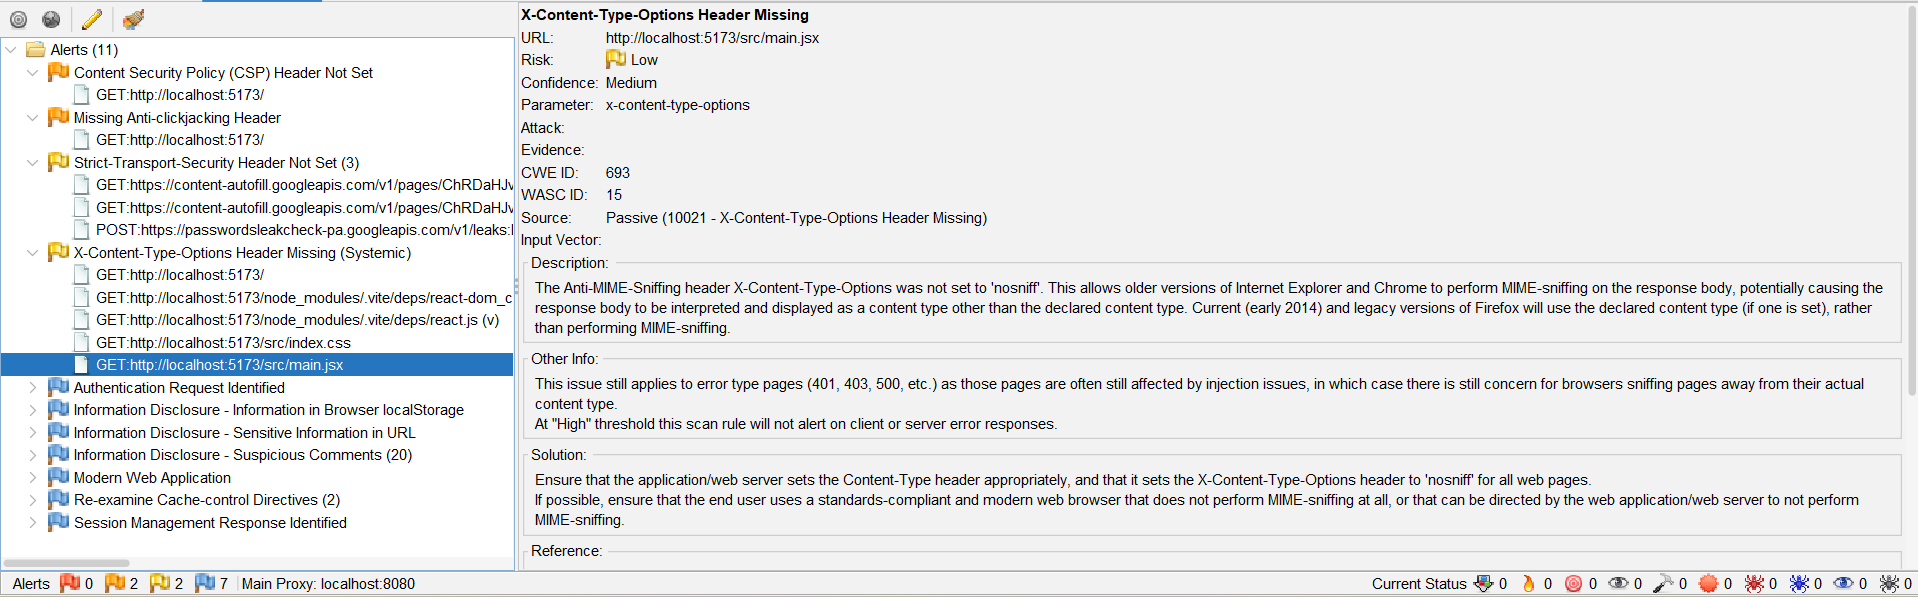 Alerts (11)
Content Security Policy (CSP) Header Not Set
GET:http://localhost:5173/
Missing Anti-clickjacking Header
GET:http://localhost:5173/
Strict-Transport-Security Header Not Set (3)
GET:https://content-autofill.googleapis.com/v1/pages/ChRDaHJv
GET:https://content-autofill.googleapis.com/v1/pages/ChRDaHJv
POST:https://passwordsleakcheck-pa.googleapis.com/v1/leaks:
X-Content-Type-Options Header Missing (Systemic)
GET:http://localhost:5173/
GET:http://localhost:5173/node_modules/.vite/deps/react-dom_c
GET:http://localhost:5173/node_modules/.vite/deps/react.js (v)
GET:http://localhost:5173/src/index.css
GET:http://localhost:5173/src/main.jsx
Authentication Request Identified
Information Disclosure - Information in Browser localStorage
Information Disclosure - Sensitive Information in URL
Information Disclosure - Suspicious Comments (20)
Modern Web Application
Re-examine Cache-control Directives (2)
Session Management Response Identified
X-Content-Type-Options Header Missing
URL: http://localhost:5173/src/main.jsx
Risk: Low
Confidence: Medium
Parameter: x-content-type-options
Attack:
Evidence:
CWE ID: 693
WASC ID: 15
Source: Passive (10021 - X-Content-Type-Options Header Missing)
Input Vector:
Description:
The Anti-MIME-Sniffing header X-Content-Type-Options was not set to 'nosniff'. This allows older versions of Internet Explorer and Chrome to perform MIME-sniffing on the response body, potentially causing the
response body to be interpreted and displayed as a content type other than the declared content type. Current (early 2014) and legacy versions of Firefox will use the declared content type (if one is set), rather
than performing MIME-sniffing.
Other Info:
This issue still applies to error type pages (401, 403, 500, etc.) as those pages are often still affected by injection issues, in which case there is still concern for browsers sniffing pages away from their actual
content type.
At "High" threshold this scan rule will not alert on client or server error responses.
Solution:
Ensure that the application/web server sets the Content-Type header appropriately, and that it sets the X-Content-Type-Options header to 'nosniff' for all web pages.
If possible, ensure that the end user uses a standards-compliant and modern web browser that does not perform MIME-sniffing at all, or that can be directed by the web application/web server to not perform
MIME-sniffing.
Reference:
Alerts 0 2 2 7 Main Proxy: localhost:8080 Current Status 0 0 0 0 0 0 0 0 0 0